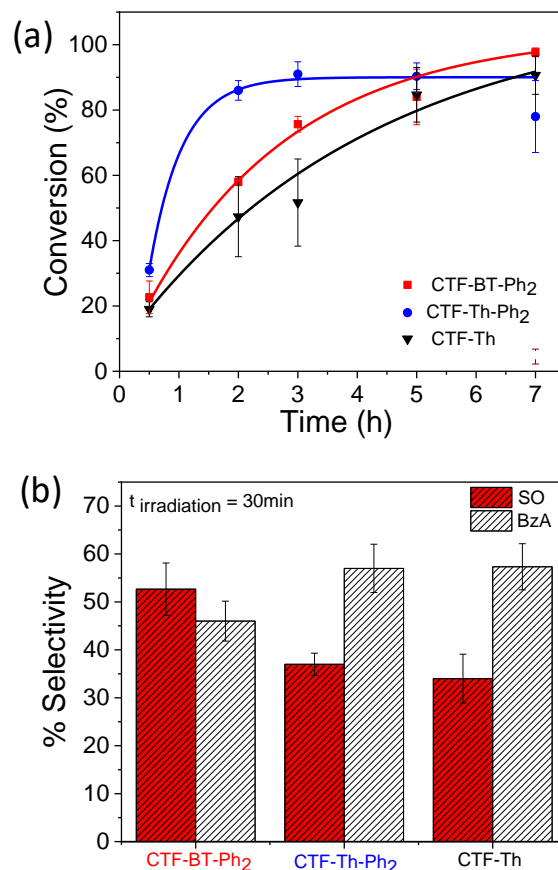 (a)
Conversion (%)
100
80
60
40
20
0
CTF-BT-Ph2
CTF-Th-Ph2
CTF-Th
0 1 2 3 4 5 6 7
Time (h)
(b)
% Selectivity
70
60
50
40
30
20
10
0
t irradiation = 30min
SO
BzA
CTF-BT-Ph2 CTF-Th-Ph2 CTF-Th